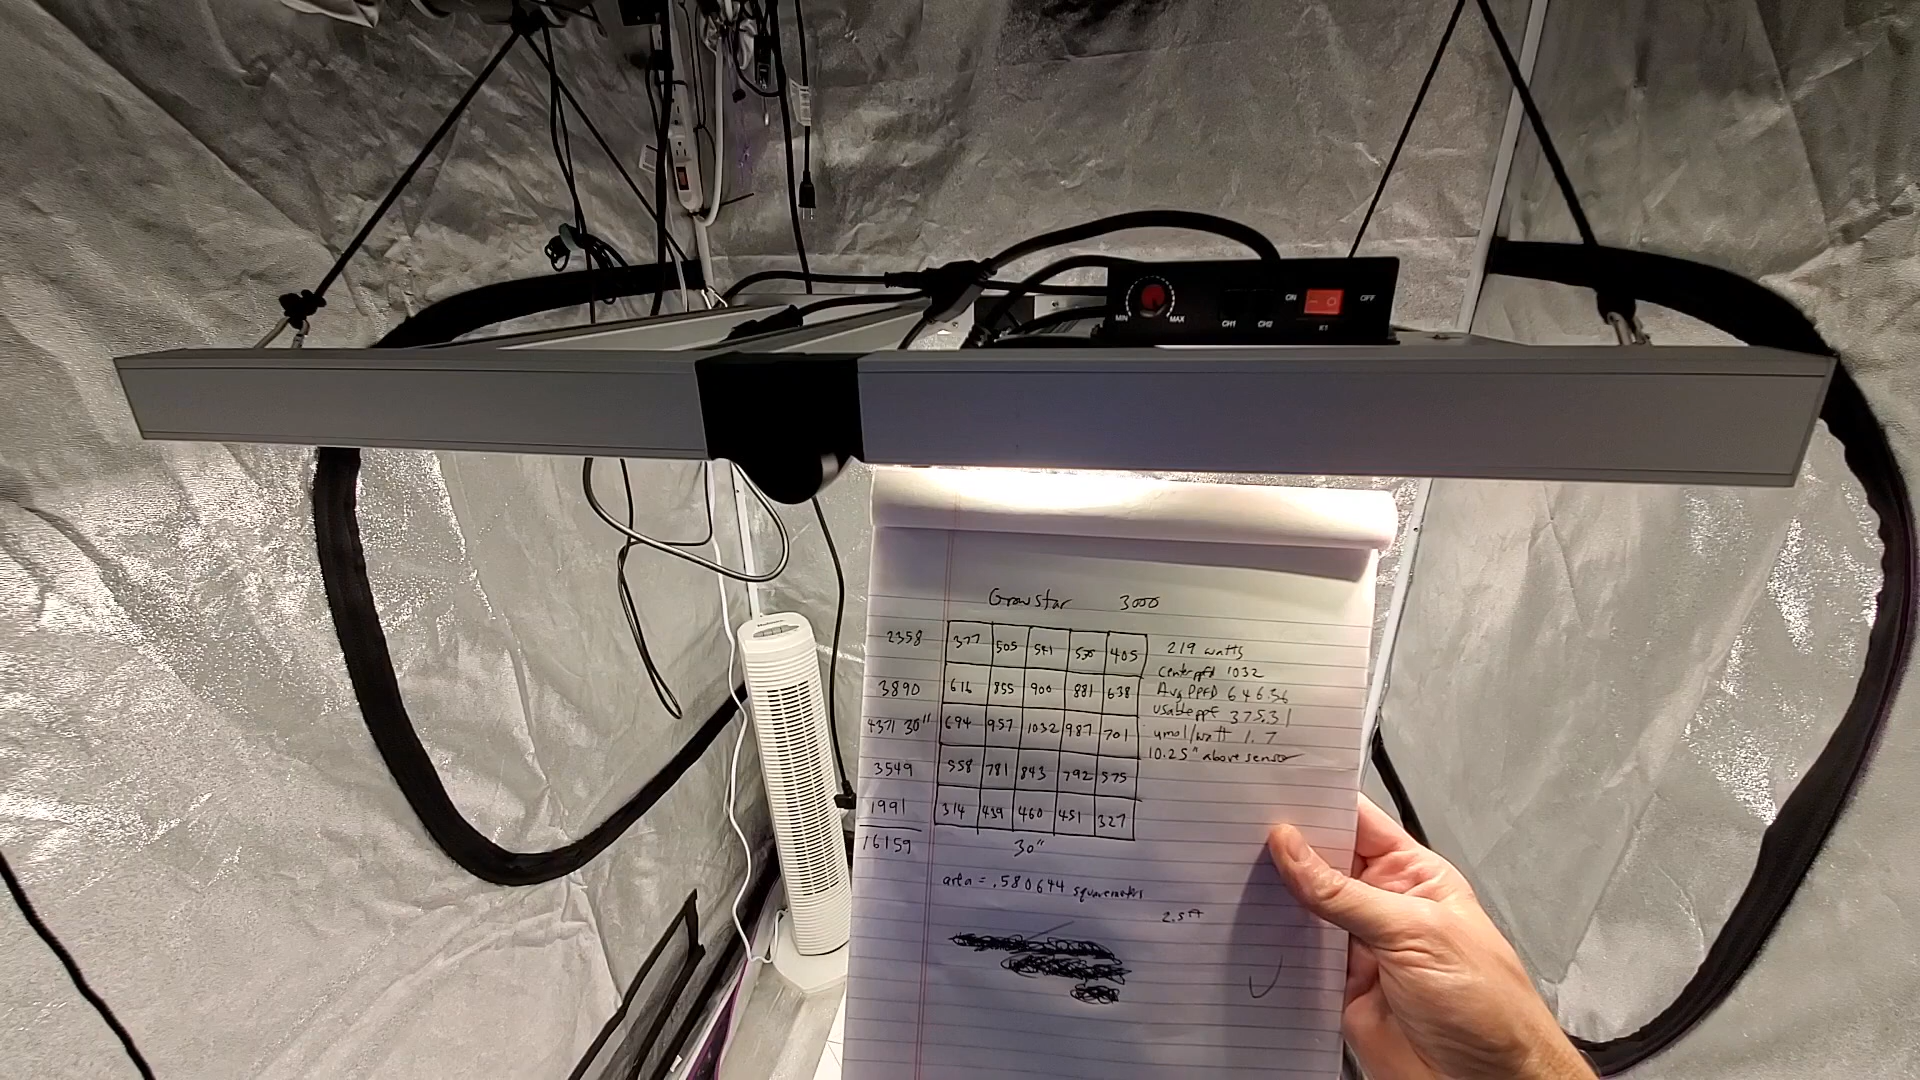 MIN MAX CH1 CH2 ON OFF
K1
Growstar 3000
2358 377 505 541 530 405 219 watts
center ppfd 1032
3890 616 855 900 881 638 Avg PPFD 646.36
usable ppf 375.31
4371 30" 694 957 1032 987 701 umol/watt 1.7
10.25" above sensor
3549 558 781 843 792 575
1991 314 439 460 451 327
16159 30"
area = .580644 squaremeters
2.5ft